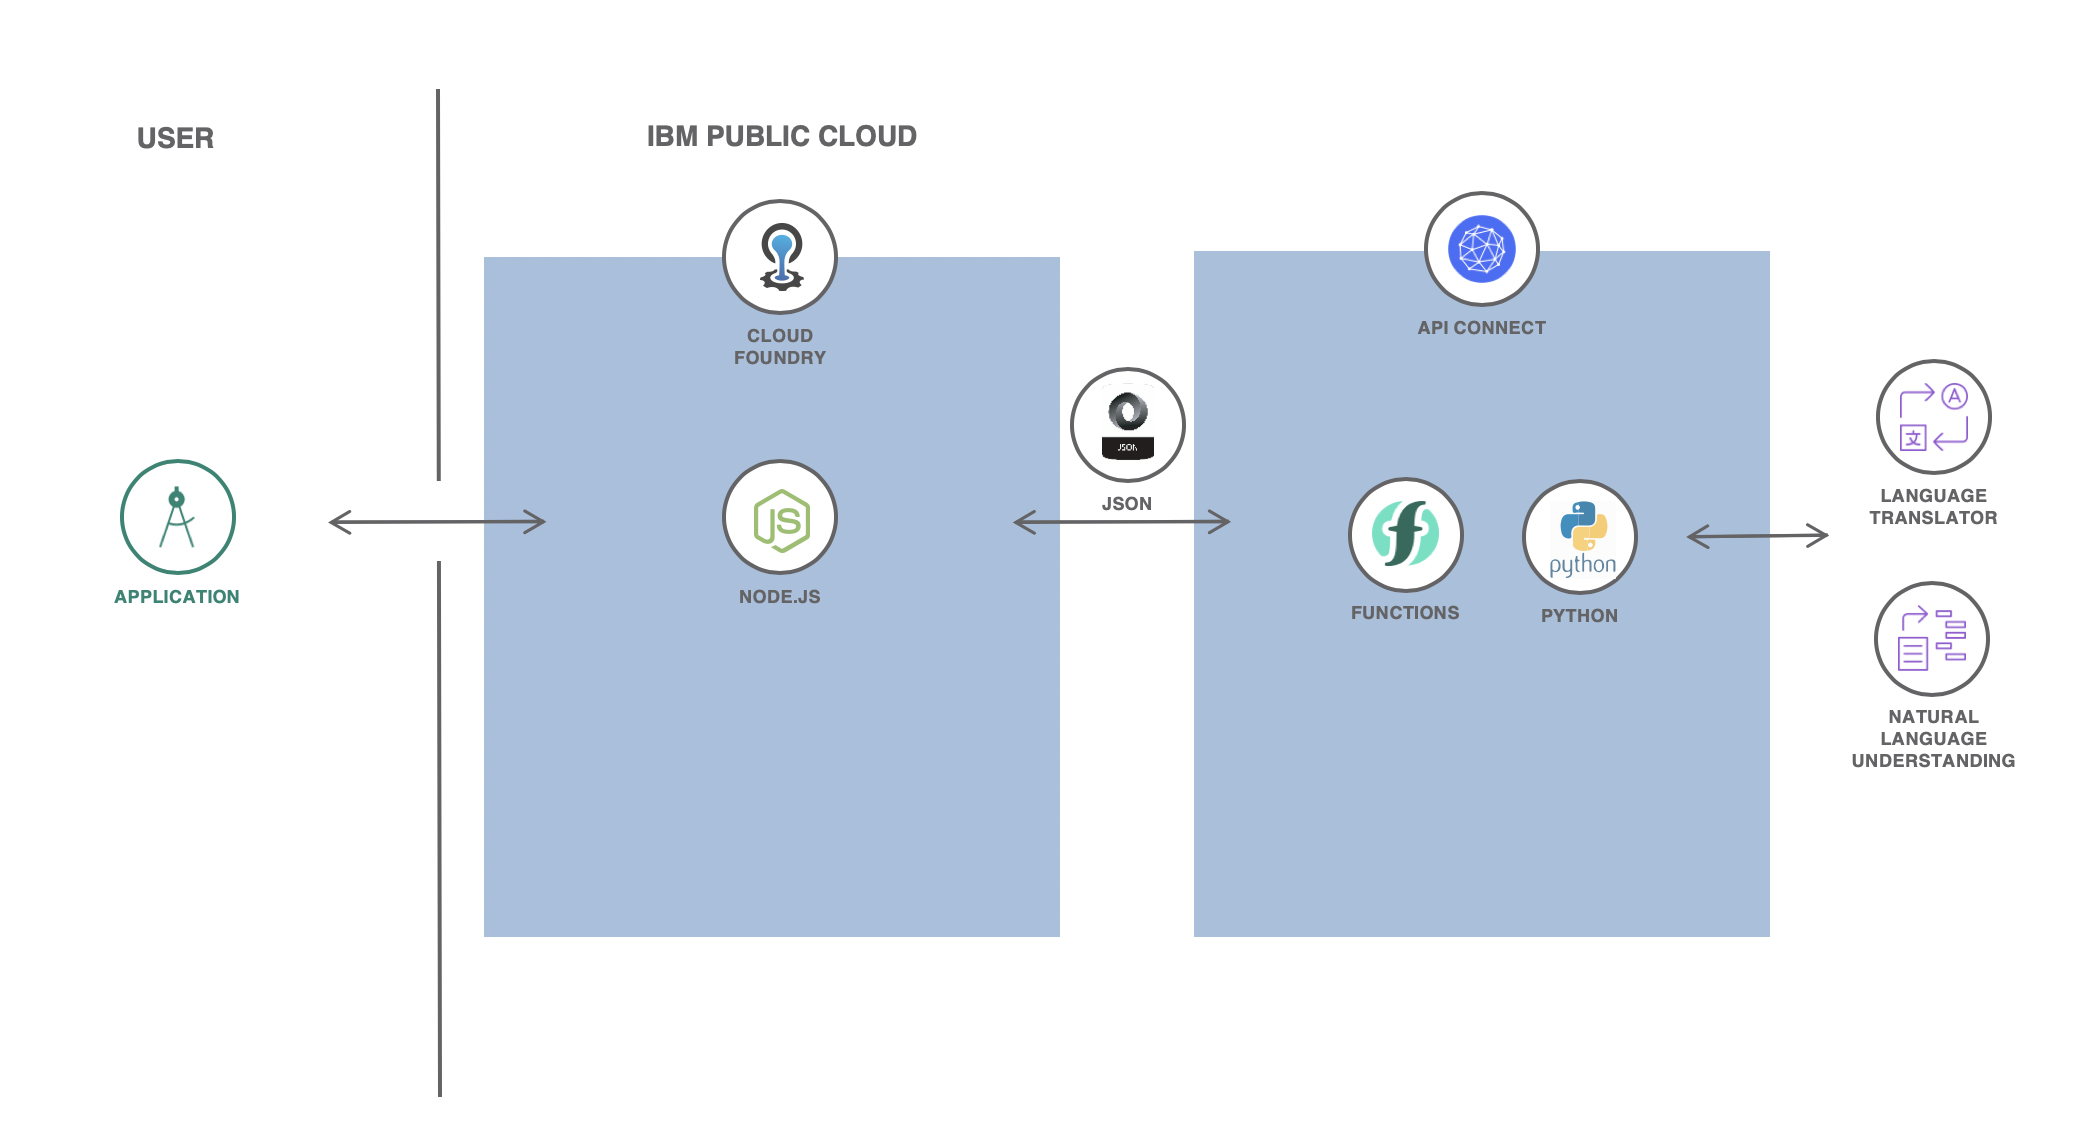 USER
IBM PUBLIC CLOUD
CLOUD
FOUNDRY
API CONNECT
JSON
JSON
LANGUAGE
TRANSLATOR
APPLICATION
JS
NODE.JS
python
FUNCTIONS
PYTHON
A
文
NATURAL
LANGUAGE
UNDERSTANDING